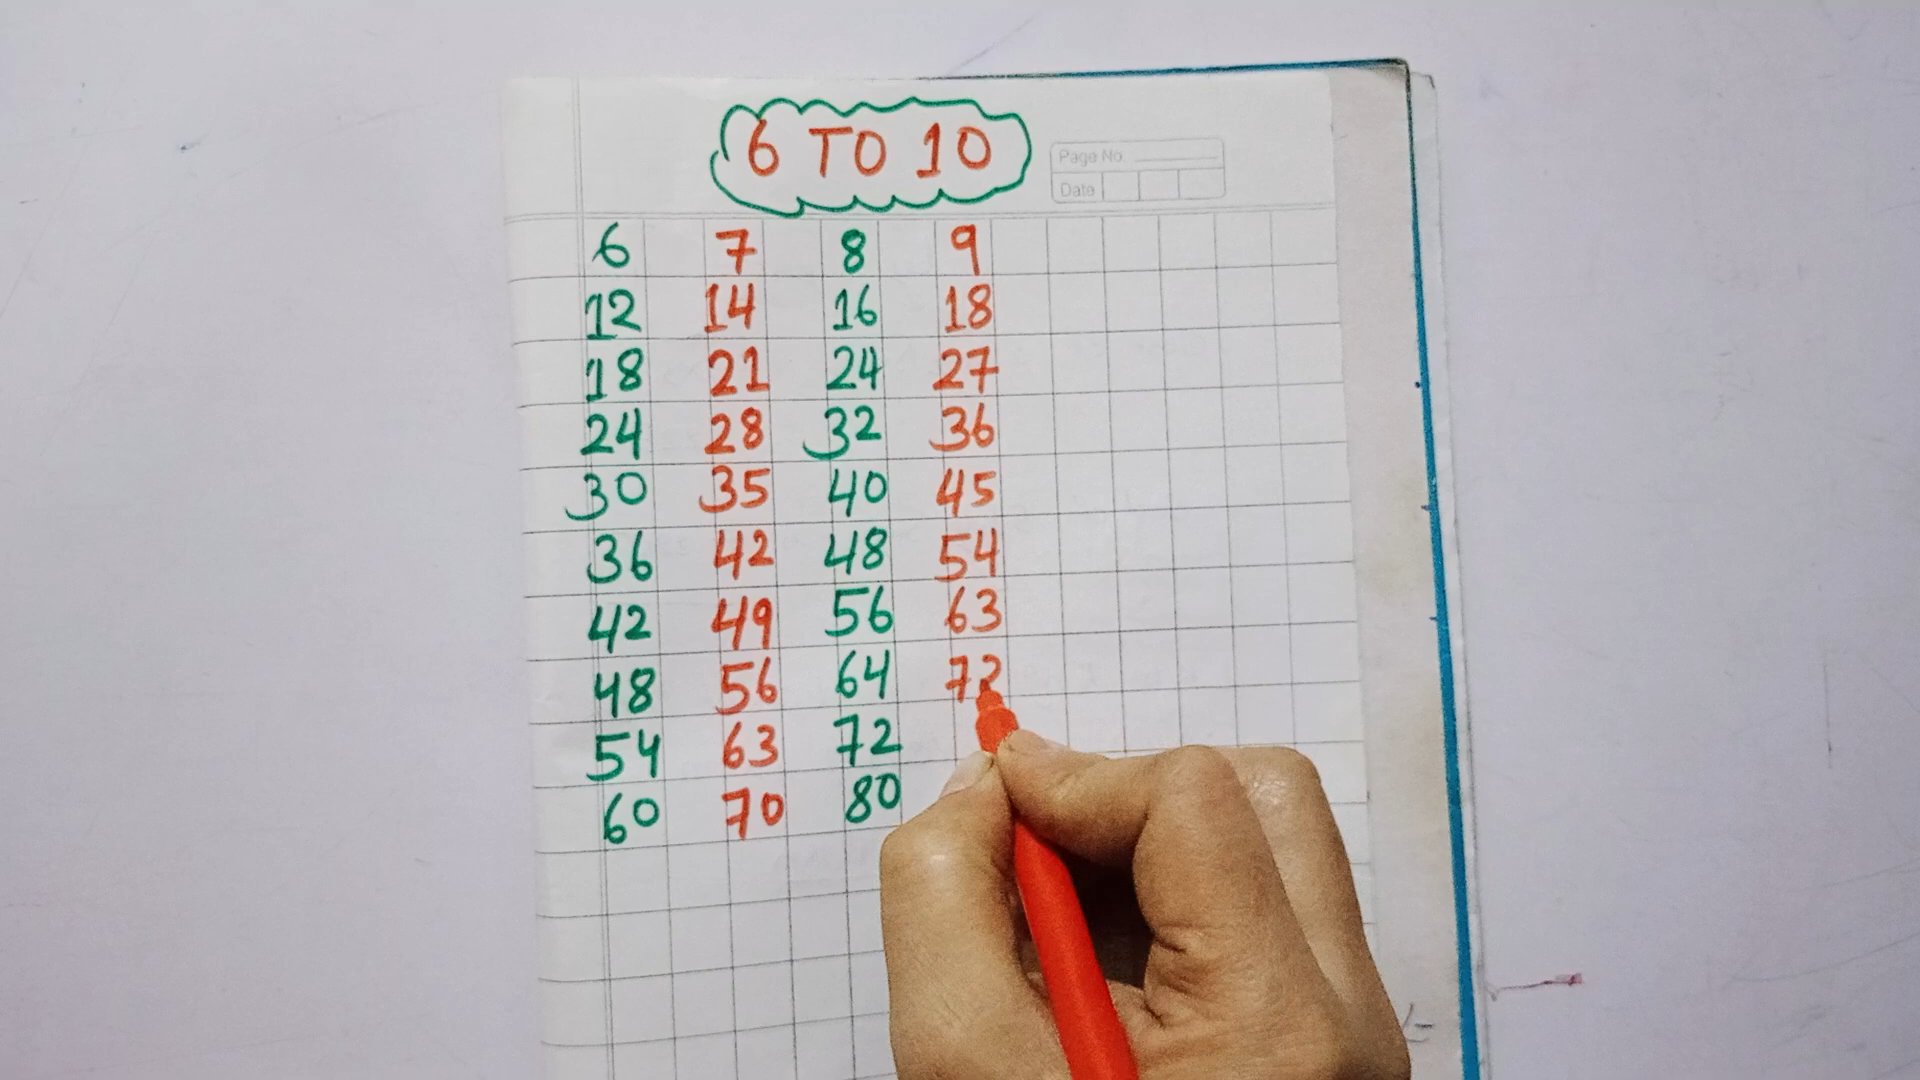 6 TO 10
Page No.
Date
6 7 8 9
12 14 16 18
18 21 24 27
24 28 32 36
30 35 40 45
36 42 48 54
42 49 56 63
48 56 64 72
54 63 72
60 70 80